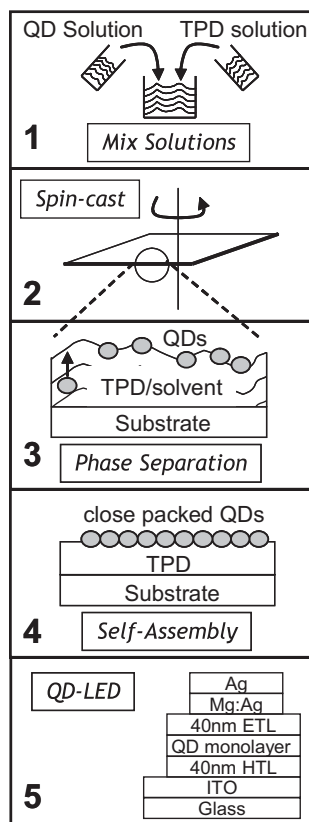 QD Solution TPD solution
1 Mix Solutions
Spin-cast
2
QDs
TPD/solvent
Substrate
3 Phase Separation
close packed QDs
TPD
Substrate
4 Self-Assembly
QD-LED
Ag
Mg:Ag
40nm ETL
QD monolayer
40nm HTL
ITO
Glass
5